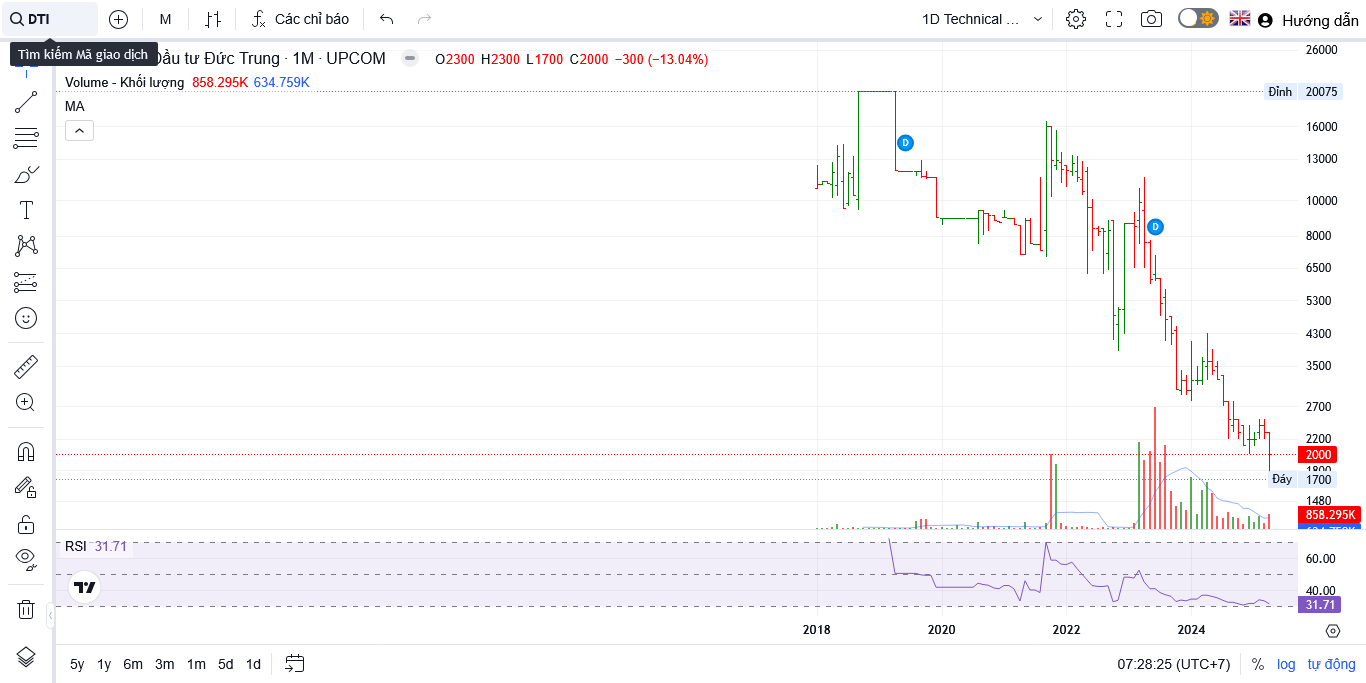 DTI
M
Các chỉ báo
1D Technical ...
Hướng dẫn
Tìm kiếm Mã giao dịch
Đầu tư Đức Trung · 1M · UPCOM
O2300 H2300 L1700 C2000 −300 (−13.04%)
Volume - Khối lượng 858.295K 634.759K
MA
D
D
26000
Đỉnh 20075
16000
13000
10000
8000
6500
5300
4300
3500
2700
2200
2000
1800
Đáy 1700
1480
858.295K
RSI 31.71
60.00
40.00
31.71
2018 2020 2022 2024
5y 1y 6m 3m 1m 5d 1d
07:28:25 (UTC+7) % log tự động